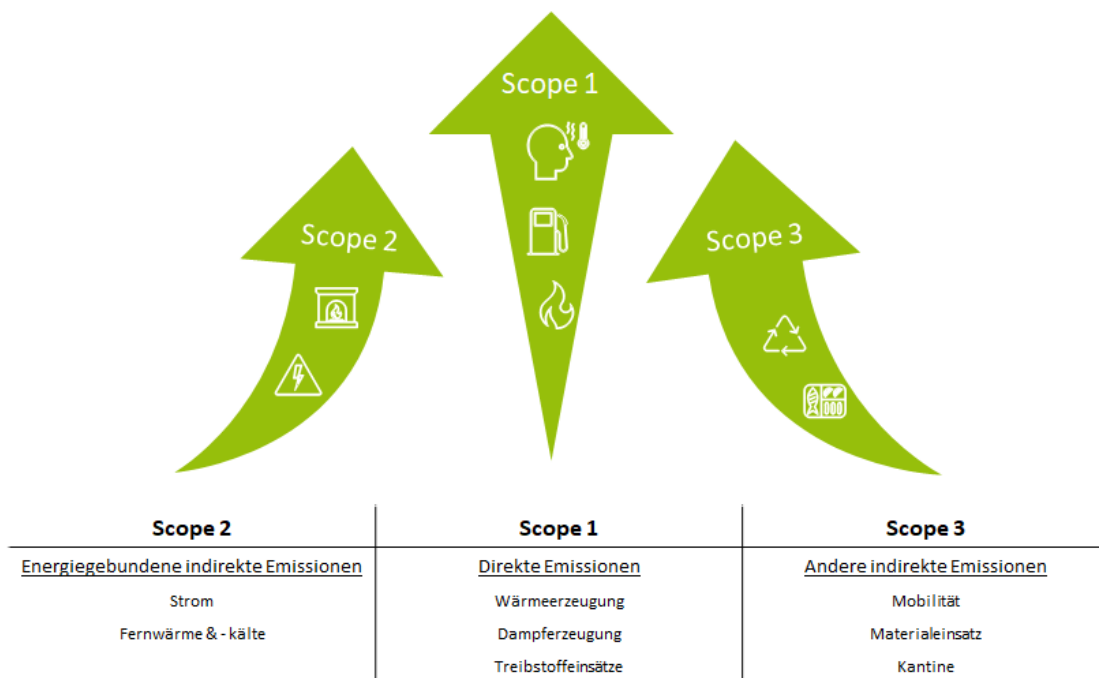 Scope 1
Scope 2
Scope 3
Scope 2
Energiegebundene indirekte Emissionen
Strom
Fernwärme & - kälte
Scope 1
Direkte Emissionen
Wärmeerzeugung
Dampferzeugung
Treibstoffeinsätze
Scope 3
Andere indirekte Emissionen
Mobilität
Materialeinsatz
Kantine